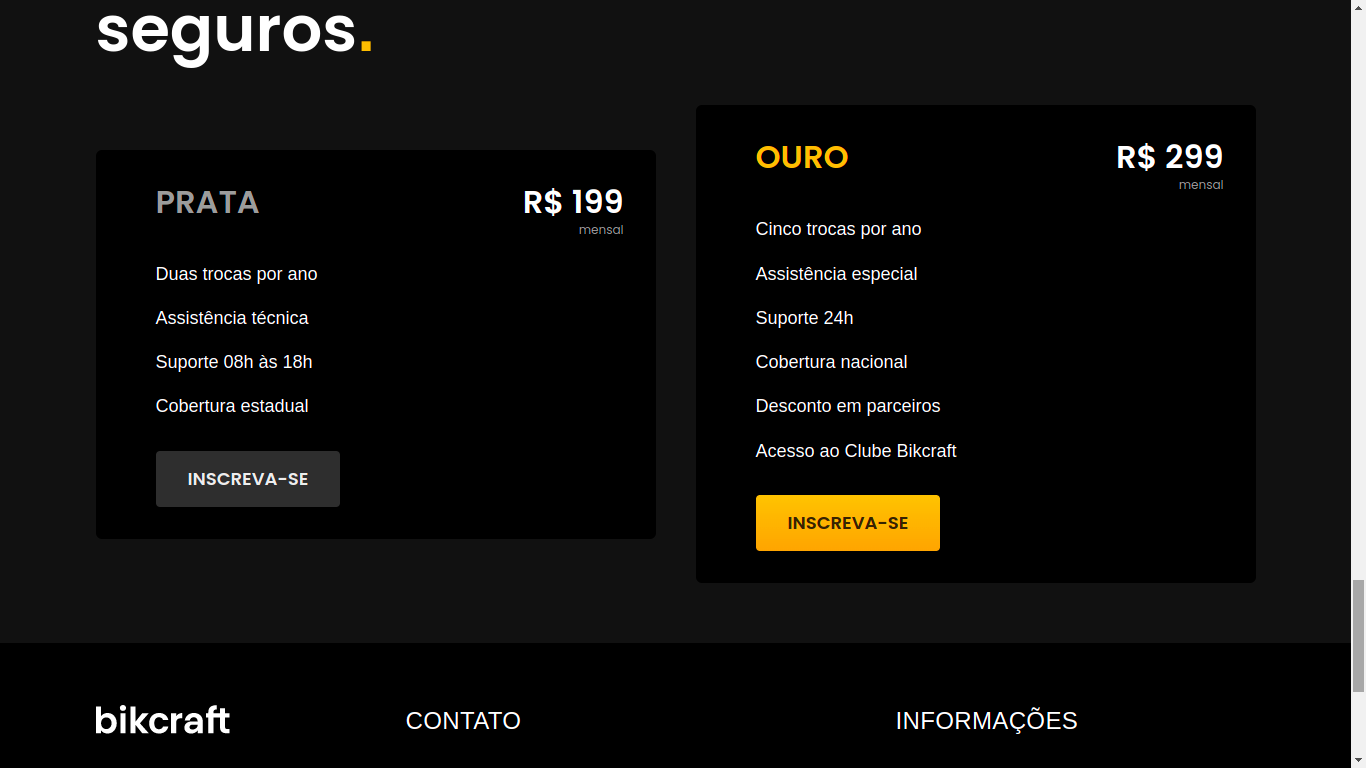 seguros.
PRATA
R$ 199
mensal
Duas trocas por ano
Assistência técnica
Suporte 08h às 18h
Cobertura estadual
INSCREVA-SE
OURO
R$ 299
mensal
Cinco trocas por ano
Assistência especial
Suporte 24h
Cobertura nacional
Desconto em parceiros
Acesso ao Clube Bikcraft
INSCREVA-SE
bikcraft
CONTATO
INFORMAÇÕES